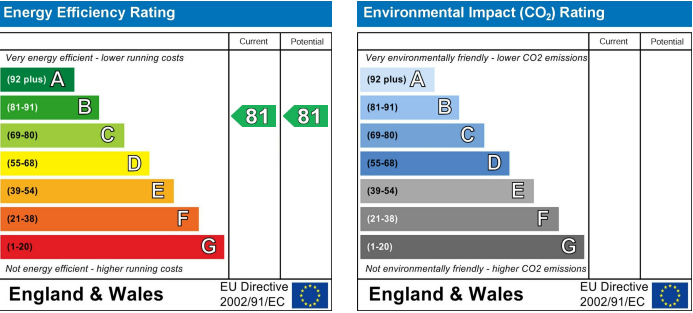 Energy Efficiency Rating
Current Potential
Very energy efficient - lower running costs
(92 plus) A
(81-91) B
81 81
(69-80) C
(55-68) D
(39-54) E
(21-38) F
(1-20) G
Not energy efficient - higher running costs
England & Wales
EU Directive
2002/91/EC
Environmental Impact (CO₂) Rating
Current Potential
Very environmentally friendly - lower CO2 emissions
(92 plus) A
(81-91) B
(69-80) C
(55-68) D
(39-54) E
(21-38) F
(1-20) G
Not environmentally friendly - higher CO2 emissions
England & Wales
EU Directive
2002/91/EC